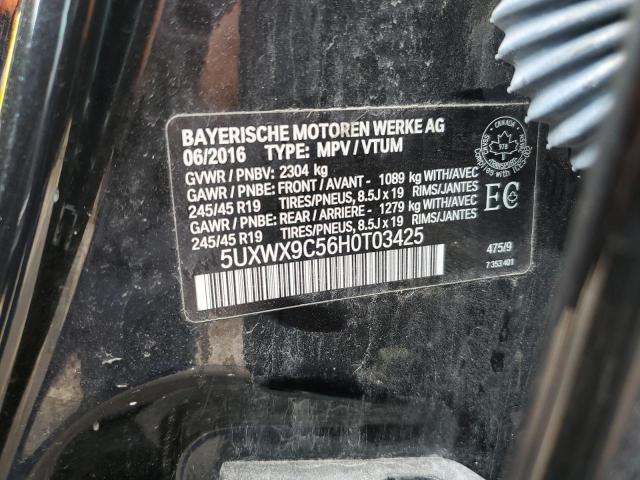 BAYERISCHE MOTOREN WERKE AG
06/2016 TYPE: MPV / VTUM
GVWR / PNBV: 2304 kg
GAWR / PNBE: FRONT / AVANT - 1089 kg WITH/AVEC
245/45 R19 TIRES/PNEUS, 8.5J x 19 RIMS/JANTES
GAWR / PNBE: REAR / ARRIERE - 1279 kg WITH/AVEC
245/45 R19 TIRES/PNEUS, 8.5J x 19 RIMS/JANTES
5UXWX9C56H0T03425
CANADA
TRANSPORT
EC
475/9
7 353 401